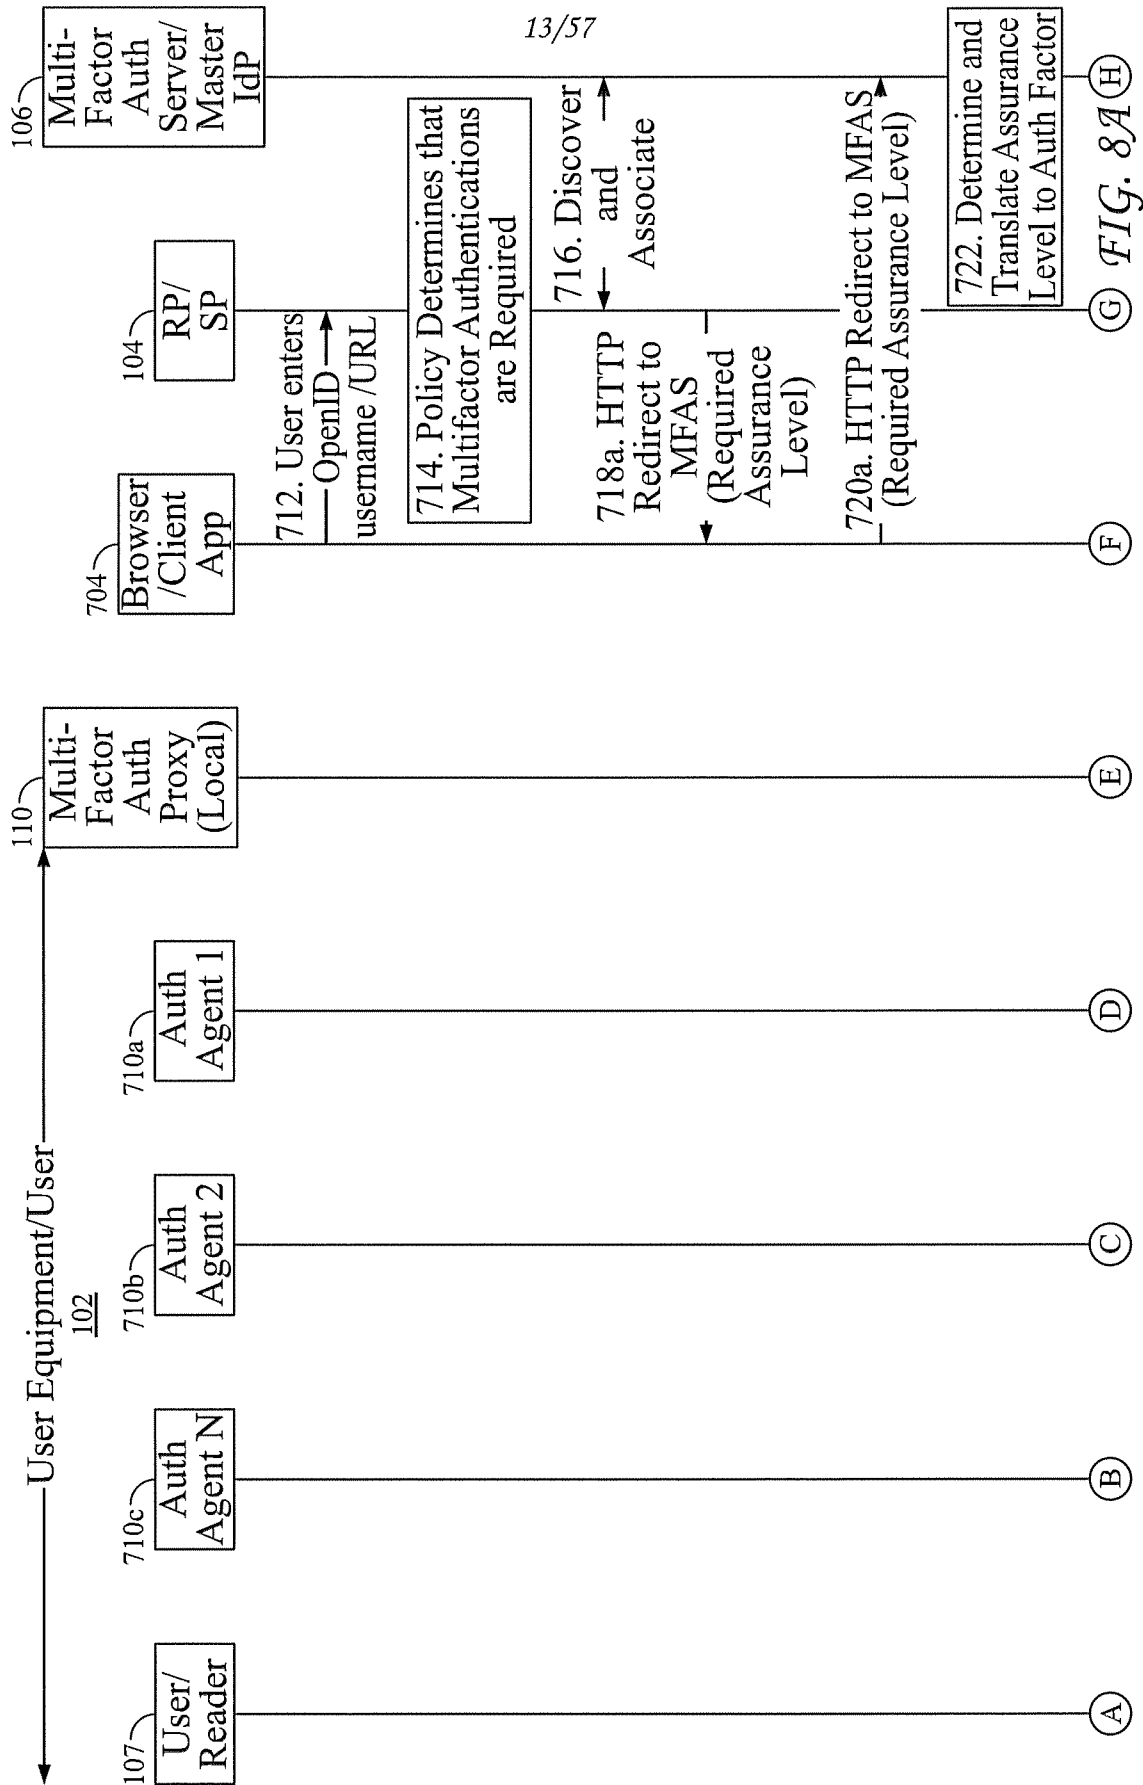 13/57
User Equipment/User
102
107
User/
Reader
710c
Auth
Agent N
710b
Auth
Agent 2
710a
Auth
Agent 1
110
Multi-
Factor
Auth
Proxy
(Local)
704
Browser
/Client
App
104
RP/
SP
106
Multi-
Factor
Auth
Server/
Master
IdP
712. User enters
OpenID
username /URL
714. Policy Determines that
Multifactor Authentications
are Required
716. Discover
and
Associate
718a. HTTP
Redirect to
MFAS
(Required
Assurance
Level)
720a. HTTP Redirect to MFAS
(Required Assurance Level)
722. Determine and
Translate Assurance
Level to Auth Factor
A
B
C
D
E
F
G
H
FIG. 8A